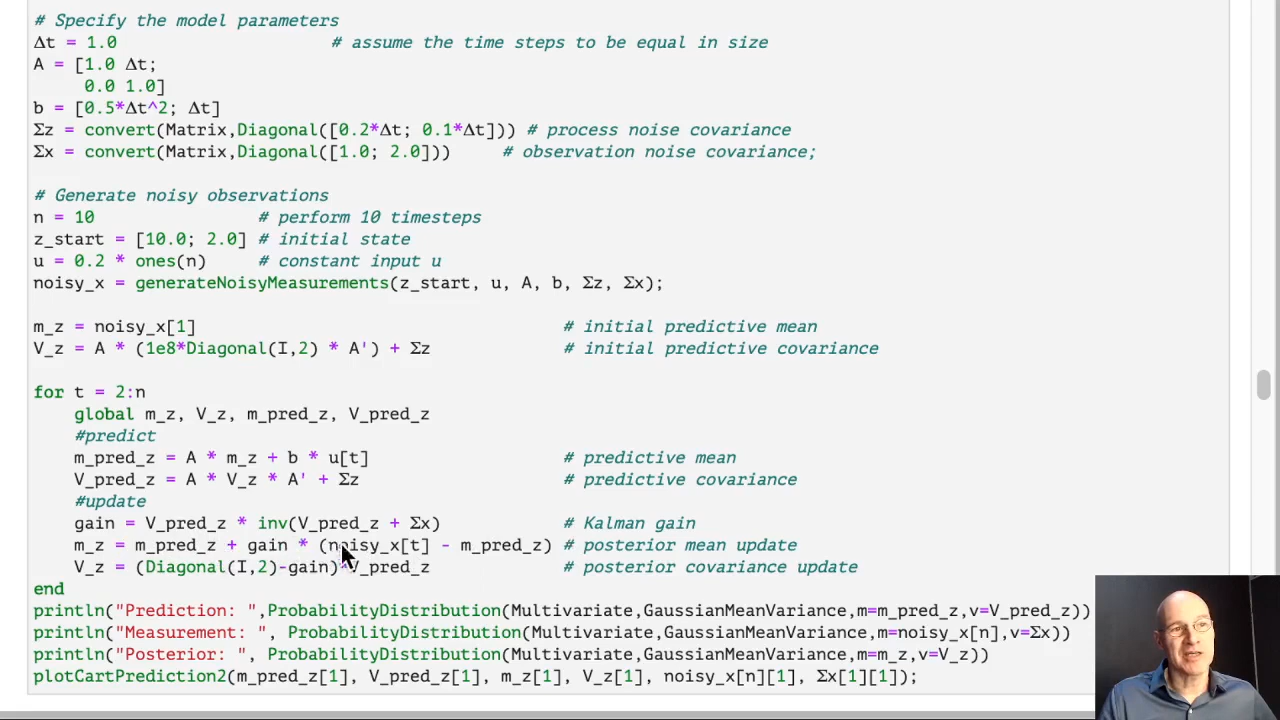 # Specify the model parameters
Δt = 1.0 # assume the time steps to be equal in size
A = [1.0 Δt;
0.0 1.0]
b = [0.5*Δt^2; Δt]
Σz = convert(Matrix,Diagonal([0.2*Δt; 0.1*Δt])) # process noise covariance
Σx = convert(Matrix,Diagonal([1.0; 2.0])) # observation noise covariance;
# Generate noisy observations
n = 10 # perform 10 timesteps
z_start = [10.0; 2.0] # initial state
u = 0.2 * ones(n) # constant input u
noisy_x = generateNoisyMeasurements(z_start, u, A, b, Σz, Σx);
m_z = noisy_x[1] # initial predictive mean
V_z = A * (1e8*Diagonal(I,2) * A') + Σz # initial predictive covariance
for t = 2:n
global m_z, V_z, m_pred_z, V_pred_z
#predict
m_pred_z = A * m_z + b * u[t] # predictive mean
V_pred_z = A * V_z * A' + Σz # predictive covariance
#update
gain = V_pred_z * inv(V_pred_z + Σx) # Kalman gain
m_z = m_pred_z + gain * (noisy_x[t] - m_pred_z) # posterior mean update
V_z = (Diagonal(I,2)-gain)*V_pred_z # posterior covariance update
end
println("Prediction: ",ProbabilityDistribution(Multivariate,GaussianMeanVariance,m=m_pred_z,v=V_pred_z))
println("Measurement: ", ProbabilityDistribution(Multivariate,GaussianMeanVariance,m=noisy_x[n],v=Σx))
println("Posterior: ", ProbabilityDistribution(Multivariate,GaussianMeanVariance,m=m_z,v=V_z))
plotCartPrediction2(m_pred_z[1], V_pred_z[1], m_z[1], V_z[1], noisy_x[n][1], Σx[1][1]);